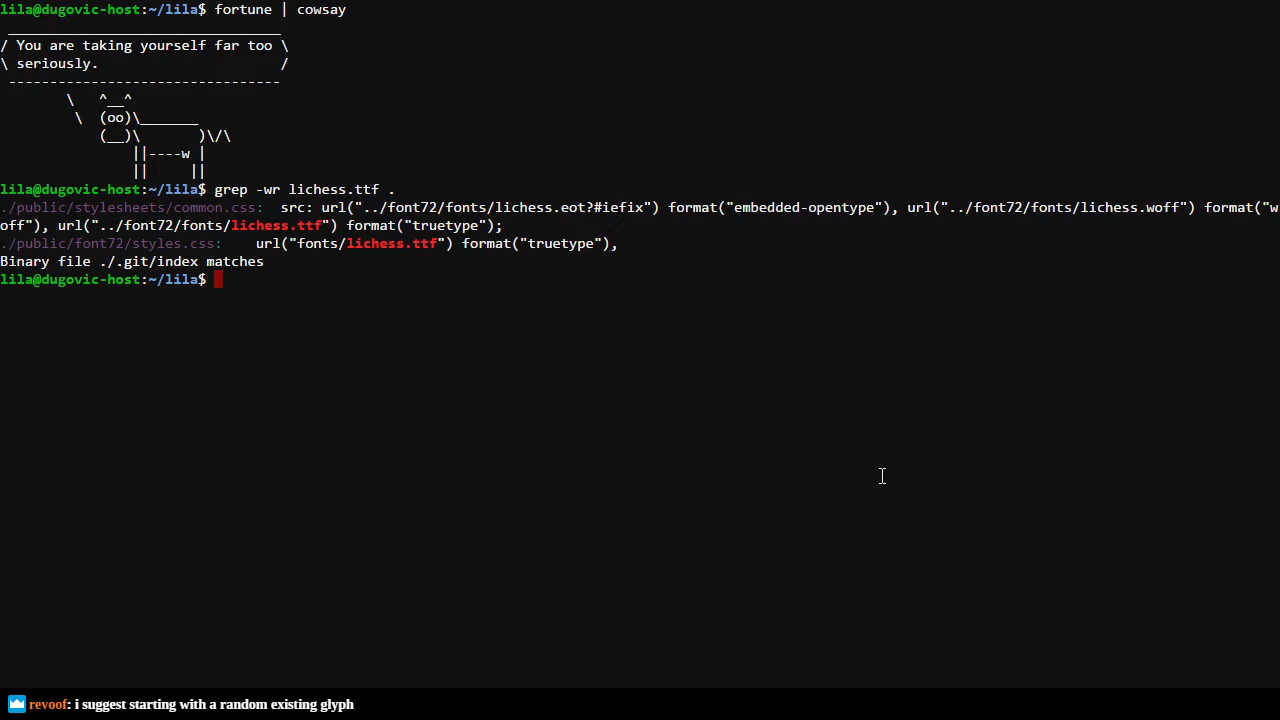 lila@dugovic-host:~/lila$ fortune | cowsay
 _________________________________
/ You are taking yourself far too \
\ seriously.                      /
 ---------------------------------
        \   ^__^
         \  (oo)\_______
            (__)\       )\/\
                ||----w |
                ||     ||
lila@dugovic-host:~/lila$ grep -wr lichess.ttf .
./public/stylesheets/common.css:  src: url("../font72/fonts/lichess.eot?#iefix") format("embedded-opentype"), url("../font72/fonts/lichess.woff") format("w
off"), url("../font72/fonts/lichess.ttf") format("truetype");
./public/font72/styles.css:    url("fonts/lichess.ttf") format("truetype"),
Binary file ./.git/index matches
lila@dugovic-host:~/lila$
revoof: i suggest starting with a random existing glyph